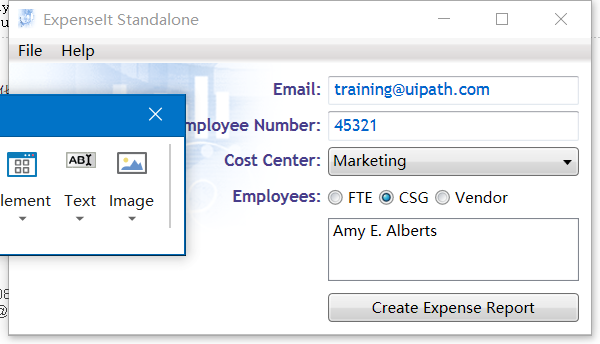 ExpenseIt Standalone
File Help
Email: training@uipath.com
mployee Number: 45321
Cost Center: Marketing
Employees: FTE CSG Vendor
lement Text Image
Amy E. Alberts
Create Expense Report